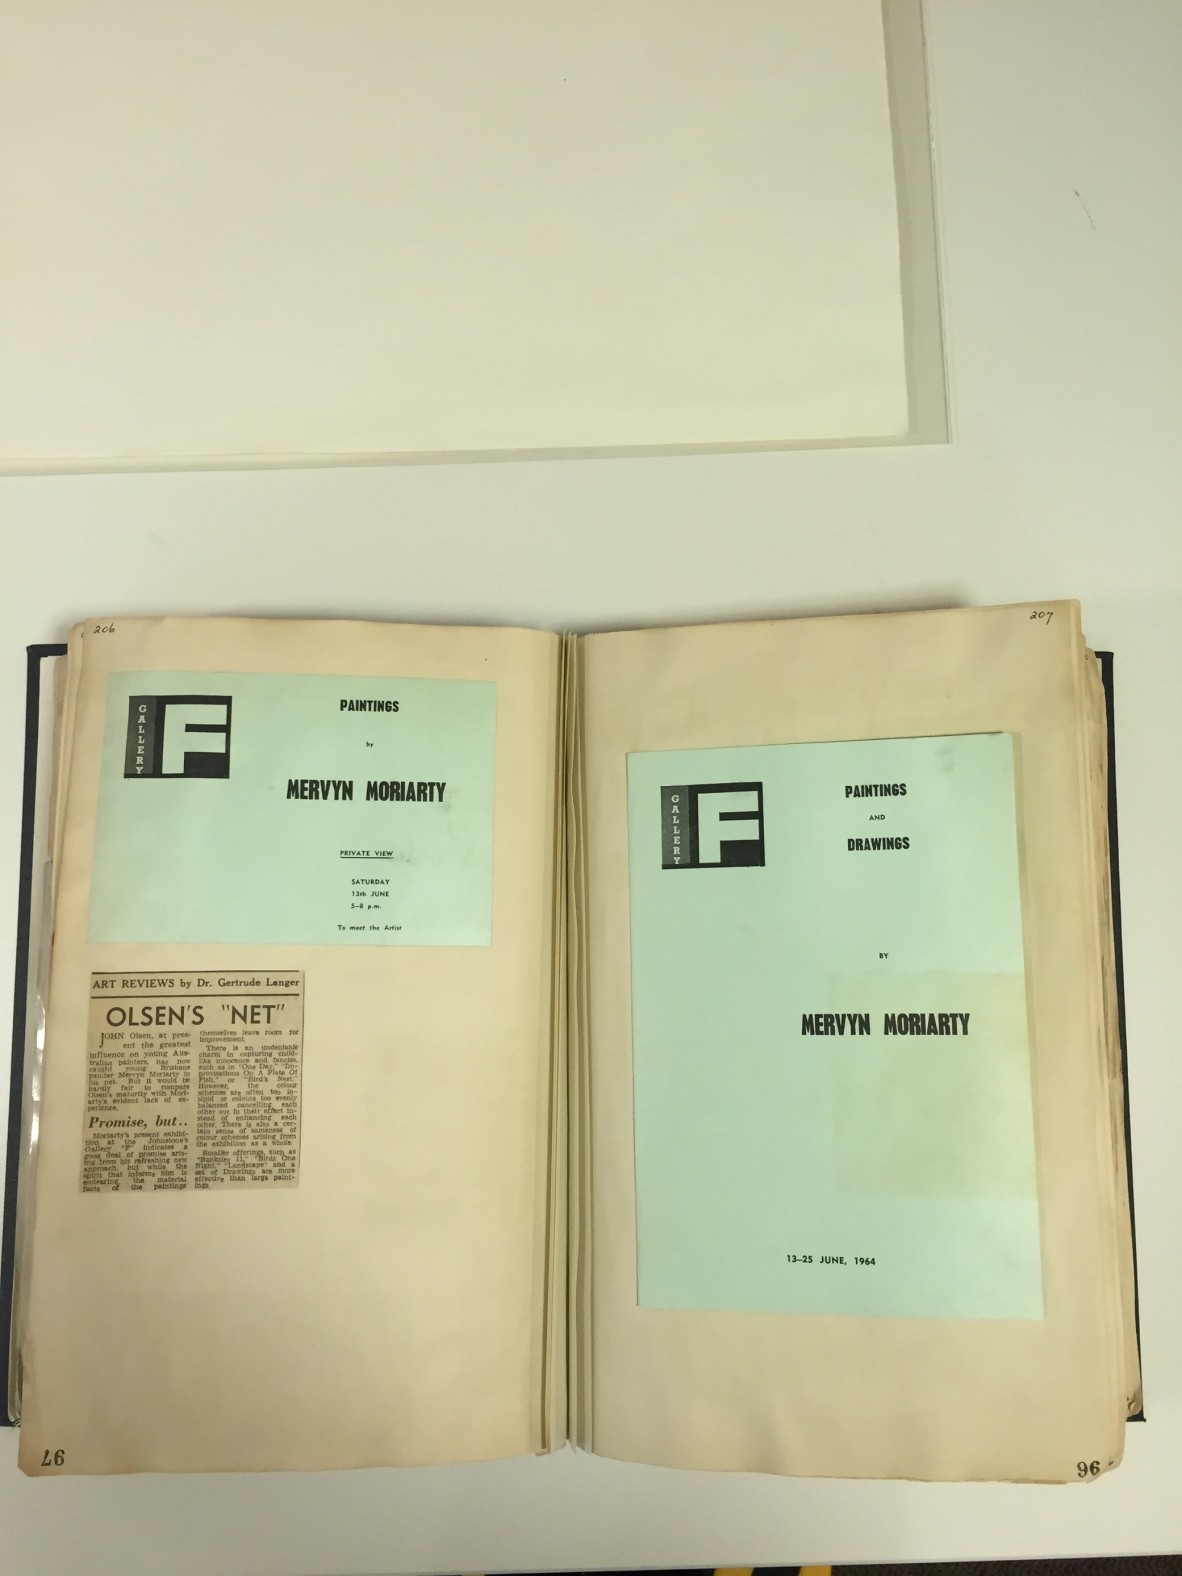 206
GALLERY
F
PAINTINGS
by
MERVYN MORIARTY
PRIVATE VIEW
SATURDAY
13th JUNE
5–8 p.m.
To meet the Artist
ART REVIEWS by Dr. Gertrude Langer
OLSEN'S "NET"
JOHN Olsen, at pres-
ent the greatest
influence on young Aus-
tralian painters, has now
caught young Brisbane
painter Mervyn Moriarty in
his net. But it would be
hardly fair to compare
Olsen's maturity with Mori-
arty's evident lack of ex-
perience.
Promise, but..
Moriarty's present exhibi-
tion at the Johnstone's
Gallery "F" indicates a
good deal of promise aris-
ing from his refreshing new
approach, but while the
spirit that informs him is
endearing, the material
facts of the paintings
themselves leave room for
improvement.
There is an undeniable
charm in capturing child-
like innocence and fancies,
such as in "One Day," "Im-
provisations On A Plate Of
Fish," or "Bird's Nest."
However, the colour
schemes are often too in-
sipid or colours too evenly
balanced cancelling each
other out in their effect in-
stead of enhancing each
other. There is also a cer-
tain sense of sameness of
colour schemes arising from
the exhibition as a whole.
Smaller offerings, such as
"Banksias 11," "Birds One
Night," "Landscape" and a
set of Drawings are more
effective than large paint-
ings.
97
207
GALLERY
F
PAINTINGS
AND
DRAWINGS
BY
MERVYN MORIARTY
13–25 JUNE, 1964
96